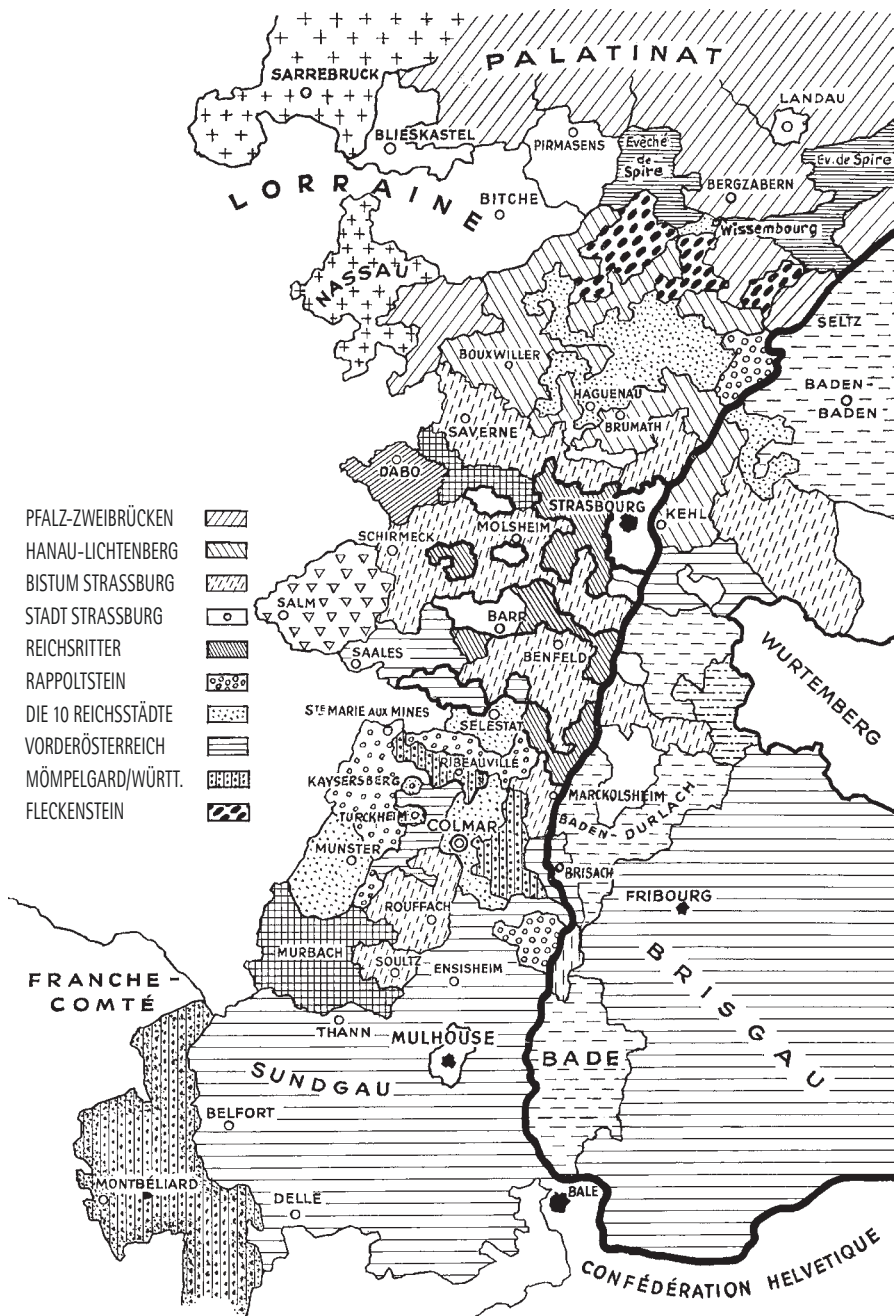 PALATINAT
SARREBRUCK
LANDAU
BLIESKASTEL
PIRMASENS
Evêché
de
Spire
Ev. de Spire
LORRAINE
BITCHE
BERGZABERN
Wissembourg
NASSAU
SELTZ
BOUXWILLER
BADEN-
BADEN
HAGUENAU
BRUMATH
SAVERNE
DABO
STRASBOURG
KEHL
MOLSHEIM
SCHIRMECK
PFALZ-ZWEIBRÜCKEN
HANAU-LICHTENBERG
BISTUM STRASSBURG
STADT STRASSBURG
REICHSRITTER
RAPPOLTSTEIN
DIE 10 REICHSSTÄDTE
VORDERÖSTERREICH
MÖMPELGARD/WÜRTT.
FLECKENSTEIN
SALM
BARR
SAALES
BENFELD
WURTEMBERG
STE MARIE AUX MINES
SELESTAT
RIBEAUVILLE
KAYSERSBERG
MARCKOLSHEIM
TURCKHEIM
COLMAR
BADEN-DURLACH
MUNSTER
BRISACH
FRIBOURG
ROUFFACH
MURBACH
SOULTZ
ENSISHEIM
BRISGAU
FRANCHE-
COMTÉ
THANN
MULHOUSE
BADE
SUNDGAU
BELFORT
MONTBÉLIARD
DELLE
BALE
CONFÉDÉRATION HELVETIQUE